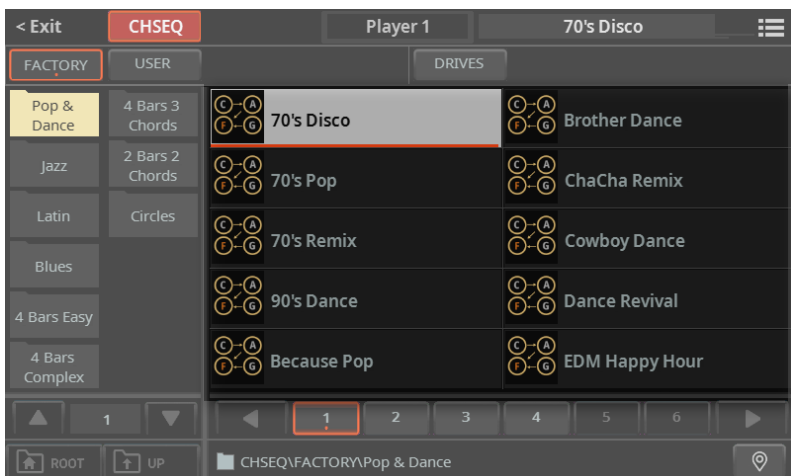 < Exit CHSEQ Player 1 70's Disco
FACTORY USER DRIVES
Pop &
Dance
4 Bars 3
Chords
Jazz
2 Bars 2
Chords
Latin
Circles
Blues
4 Bars Easy
4 Bars
Complex
C A F G 70's Disco
C A F G Brother Dance
C A F G 70's Pop
C A F G ChaCha Remix
C A F G 70's Remix
C A F G Cowboy Dance
C A F G 90's Dance
C A F G Dance Revival
C A F G Because Pop
C A F G EDM Happy Hour
1 1 2 3 4 5 6
ROOT UP CHSEQ\FACTORY\Pop & Dance